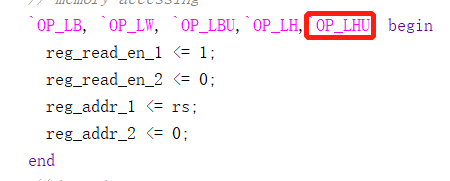 // memory accessing
`OP_LB, `OP_LW, `OP_LBU,`OP_LH,`OP_LHU begin
reg_read_en_1 <= 1;
reg_read_en_2 <= 0;
reg_addr_1 <= rs;
reg_addr_2 <= 0;
end